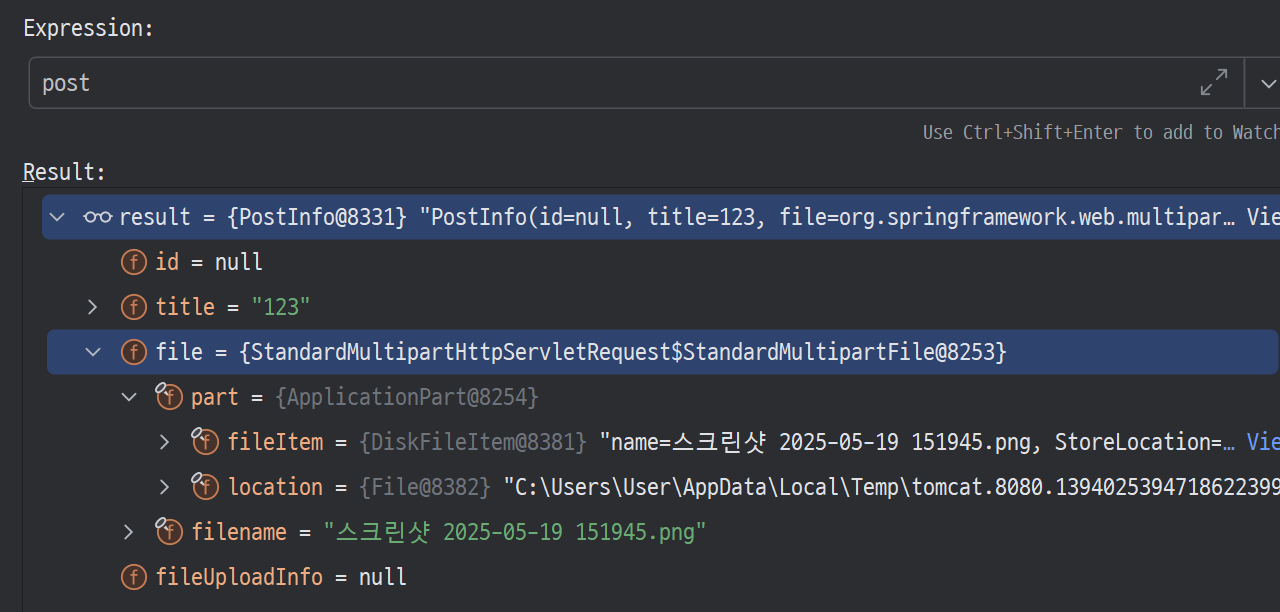 Expression:
post
Use Ctrl+Shift+Enter to add to Watch
Result:
result = {PostInfo@8331} "PostInfo(id=null, title=123, file=org.springframework.web.multipar… Vie
f id = null
f title = "123"
f file = {StandardMultipartHttpServletRequest$StandardMultipartFile@8253}
f part = {ApplicationPart@8254}
f fileItem = {DiskFileItem@8381} "name=스크린샷 2025-05-19 151945.png, StoreLocation=… Vie
f location = {File@8382} "C:\Users\User\AppData\Local\Temp\tomcat.8080.1394025394718622399
f filename = "스크린샷 2025-05-19 151945.png"
f fileUploadInfo = null